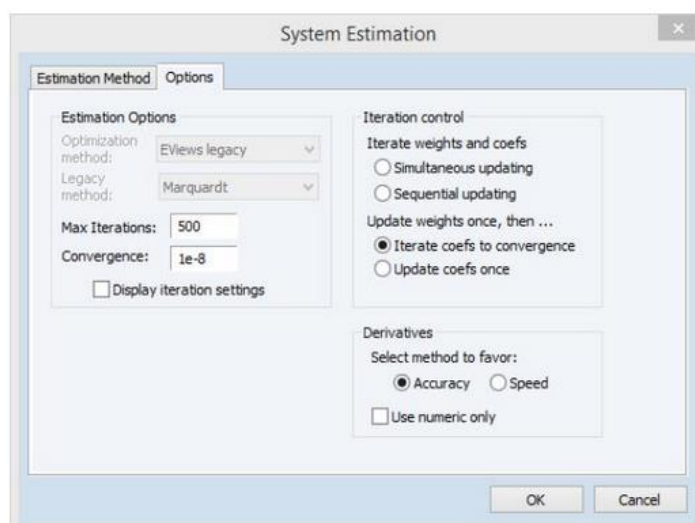 System Estimation
Estimation Method
Options
Estimation Options
Optimization
method:
EViews legacy
Legacy
method:
Marquardt
Max Iterations:
500
Convergence:
1e-8
Display iteration settings
Iteration control
Iterate weights and coefs
Simultaneous updating
Sequential updating
Update weights once, then ...
Iterate coefs to convergence
Update coefs once
Derivatives
Select method to favor:
Accuracy
Speed
Use numeric only
OK
Cancel